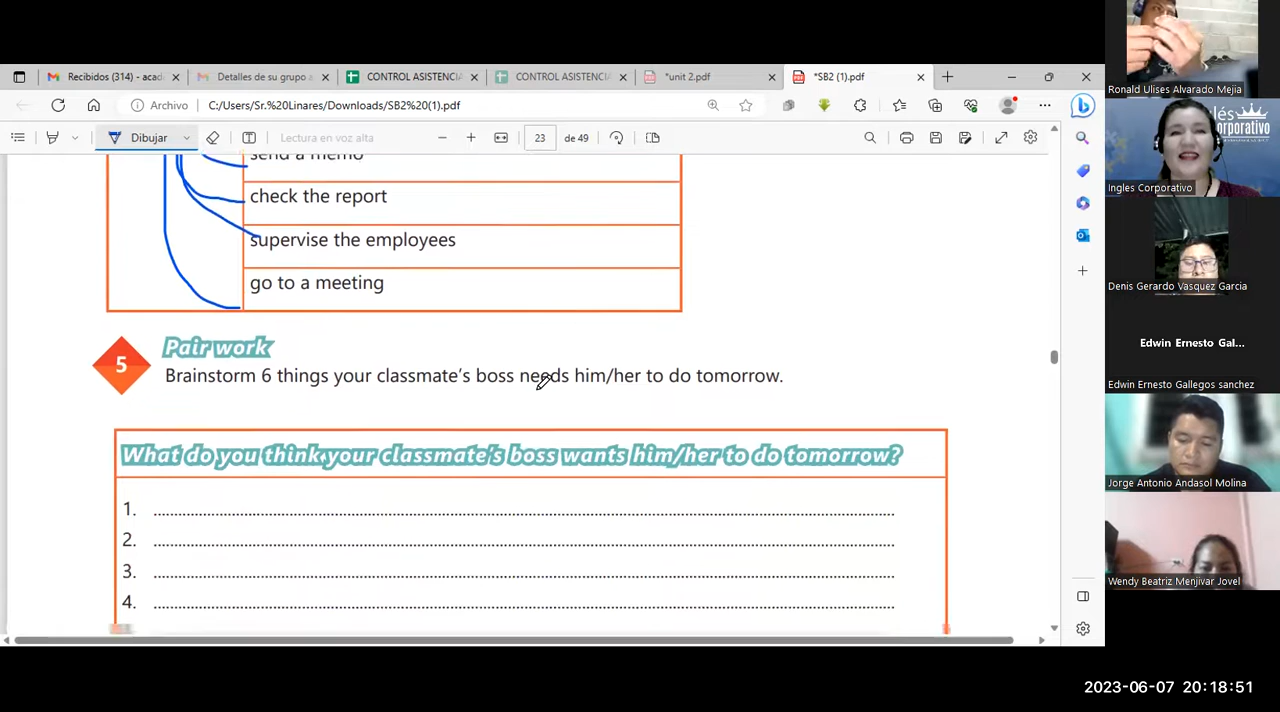 Recibidos (314) - acad
Detalles de su grupo a
CONTROL ASISTENCIA
CONTROL ASISTENCIA
*unit 2.pdf
*SB2 (1).pdf
Archivo
C:/Users/Sr.%20Linares/Downloads/SB2%20(1).pdf
Dibujar
Lectura en voz alta
23
de 49
send a memo
check the report
supervise the employees
go to a meeting
5
Pair work
Brainstorm 6 things your classmate's boss needs him/her to do tomorrow.
What do you think your classmate's boss wants him/her to do tomorrow?
1. ........................................................................
2. ........................................................................
3. ........................................................................
4. ........................................................................
Ronald Ulises Alvarado Mejia
lés
orporativo
Ingles Corporativo
Denis Gerardo Vasquez Garcia
Edwin Ernesto Gal...
Edwin Ernesto Gallegos sanchez
Jorge Antonio Andasol Molina
Wendy Beatriz Menjivar Jovel
2023-06-07 20:18:51